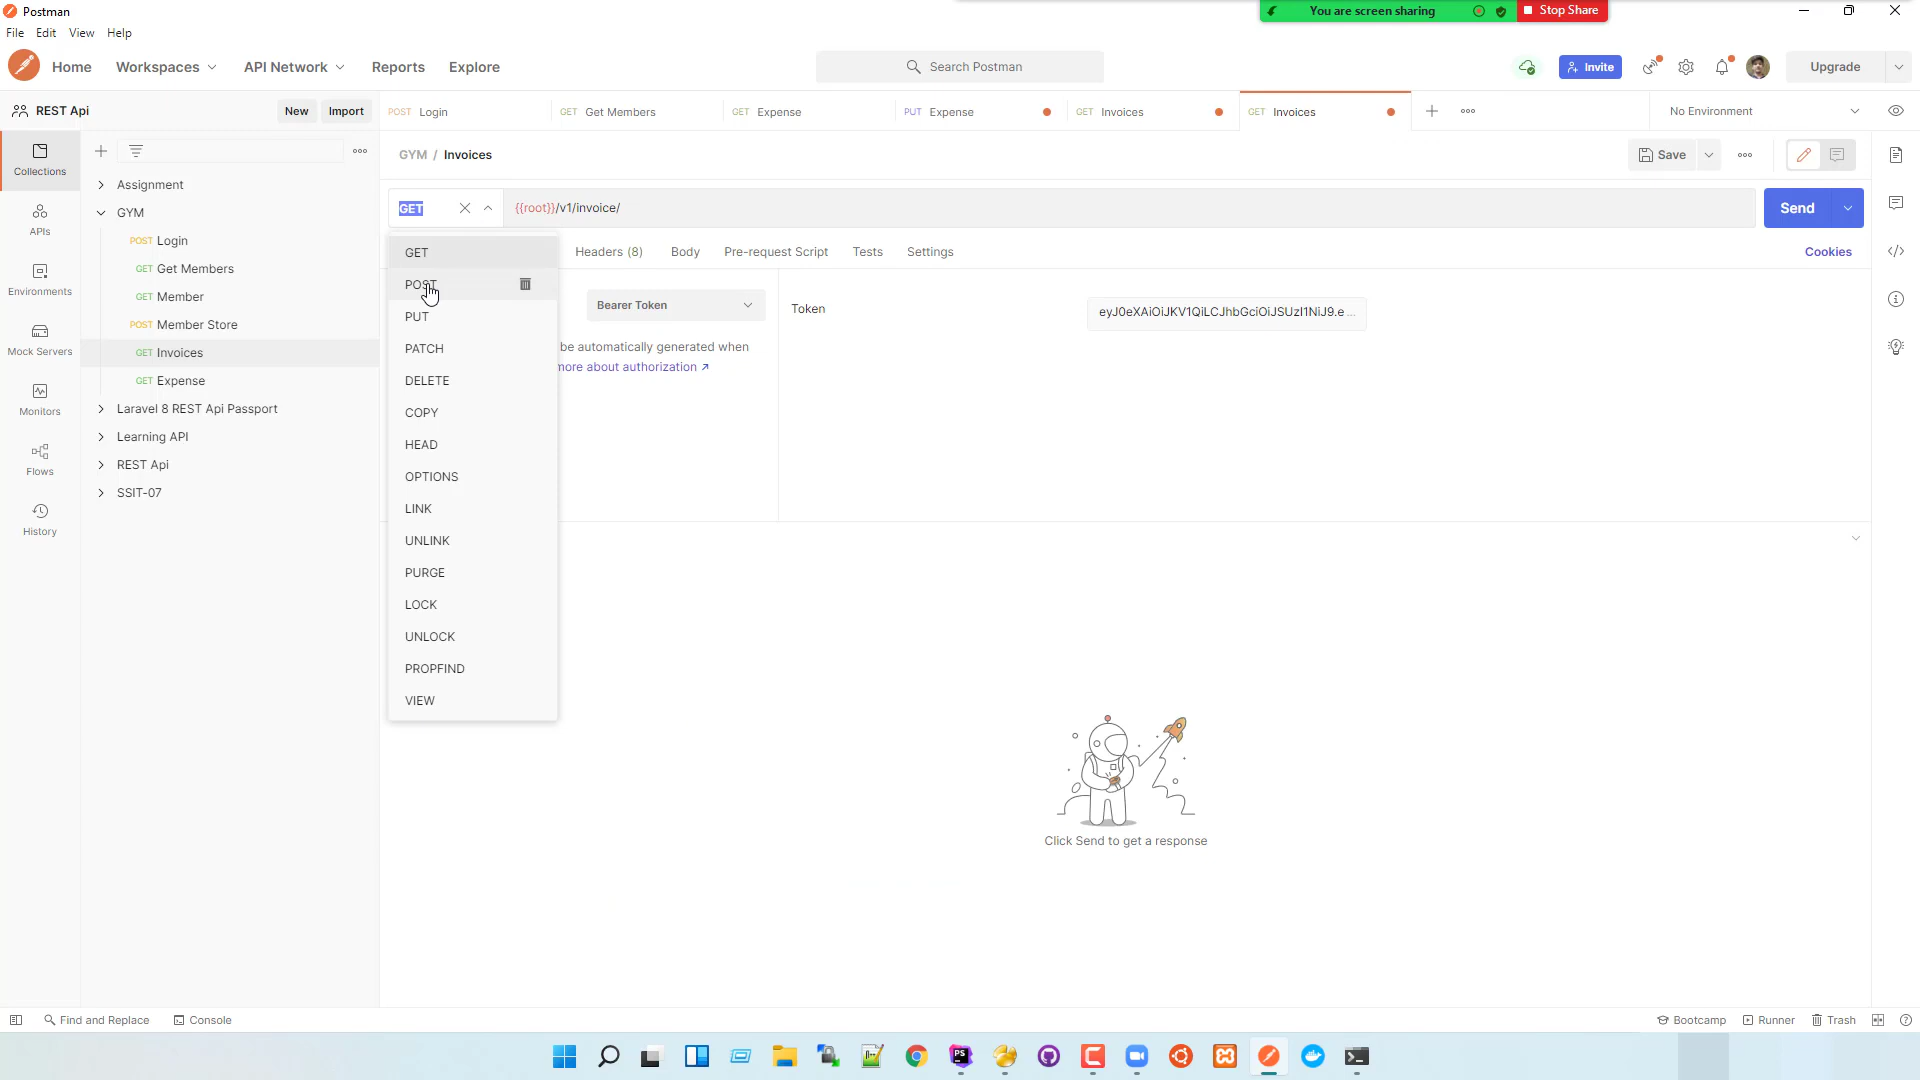 Postman
You are screen sharing
Stop Share
File Edit View Help
Home Workspaces API Network Reports Explore
Search Postman
Invite
Upgrade
REST Api
New Import
POST Login
GET Get Members
GET Expense
PUT Expense
GET Invoices
GET Invoices
No Environment
Collections
APIs
Environments
Mock Servers
Monitors
Flows
History
Assignment
GYM
POST Login
GET Get Members
GET Member
POST Member Store
GET Invoices
GET Expense
Laravel 8 REST Api Passport
Learning API
REST Api
SSIT-07
GYM / Invoices
Save
GET
{{root}}/v1/invoice/
Send
Headers (8) Body Pre-request Script Tests Settings
Cookies
GET
POST
PUT
PATCH
DELETE
COPY
HEAD
OPTIONS
LINK
UNLINK
PURGE
LOCK
UNLOCK
PROPFIND
VIEW
Bearer Token
be automatically generated when
more about authorization ↗
Token
eyJ0eXAiOiJKV1QiLCJhbGciOiJSUzI1NiJ9.e...
Click Send to get a response
Find and Replace Console
Bootcamp Runner Trash
PS